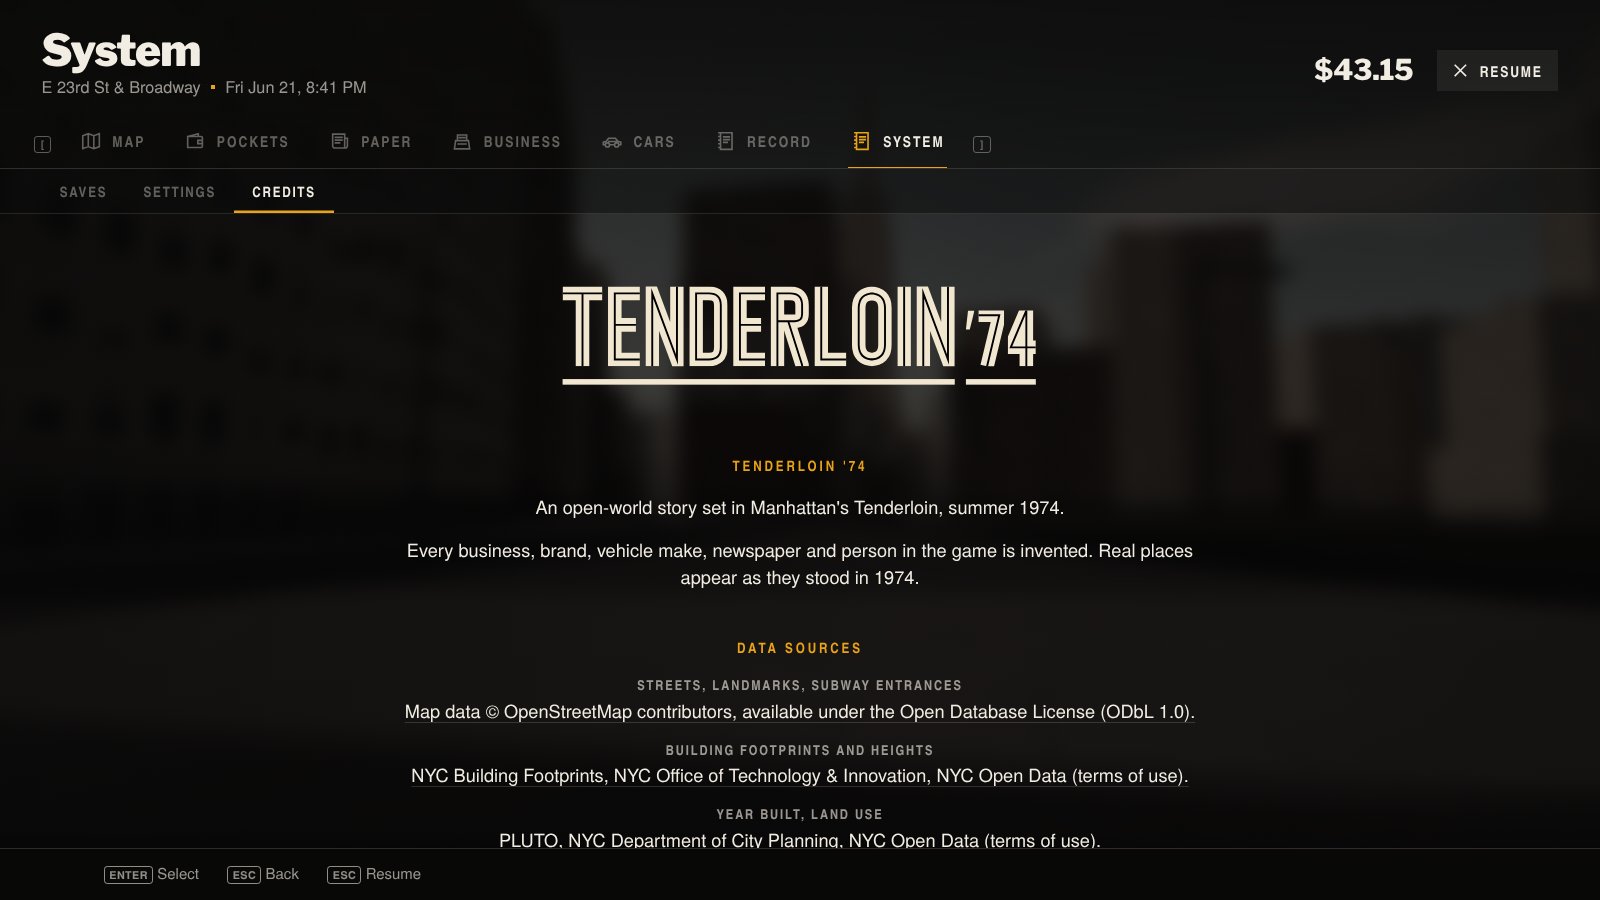 System
E 23rd St & Broadway • Fri Jun 21, 8:41 PM
$43.15
RESUME
[
MAP
POCKETS
PAPER
BUSINESS
CARS
RECORD
SYSTEM
]
SAVES
SETTINGS
CREDITS
TENDERLOIN '74
TENDERLOIN '74
An open-world story set in Manhattan's Tenderloin, summer 1974.
Every business, brand, vehicle make, newspaper and person in the game is invented. Real places
appear as they stood in 1974.
DATA SOURCES
STREETS, LANDMARKS, SUBWAY ENTRANCES
Map data © OpenStreetMap contributors, available under the Open Database License (ODbL 1.0).
BUILDING FOOTPRINTS AND HEIGHTS
NYC Building Footprints, NYC Office of Technology & Innovation, NYC Open Data (terms of use).
YEAR BUILT, LAND USE
PLUTO, NYC Department of City Planning, NYC Open Data (terms of use).
ENTER Select
ESC Back
ESC Resume